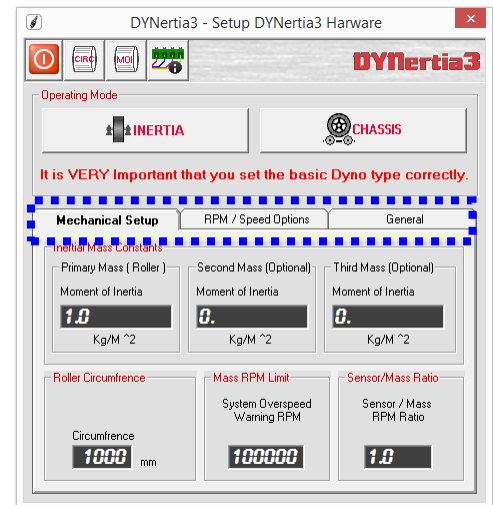 DYNertia3 - Setup DYNertia3 Harware
CIRC MOI DYNertia3
Operating Mode
INERTIA CHASSIS
It is VERY Important that you set the basic Dyno type correctly.
Mechanical Setup RPM / Speed Options General
Inertial Mass Constants
Primary Mass ( Roller ) Second Mass (Optional) Third Mass (Optional)
Moment of Inertia Moment of Inertia Moment of Inertia
1.0 0. 0.
Kg/M ^2 Kg/M ^2 Kg/M ^2
Roller Circumfrence Mass RPM Limit Sensor/Mass Ratio
System Overspeed Sensor / Mass
Warning RPM RPM Ratio
Circumfrence
1000 mm 100000 1.0